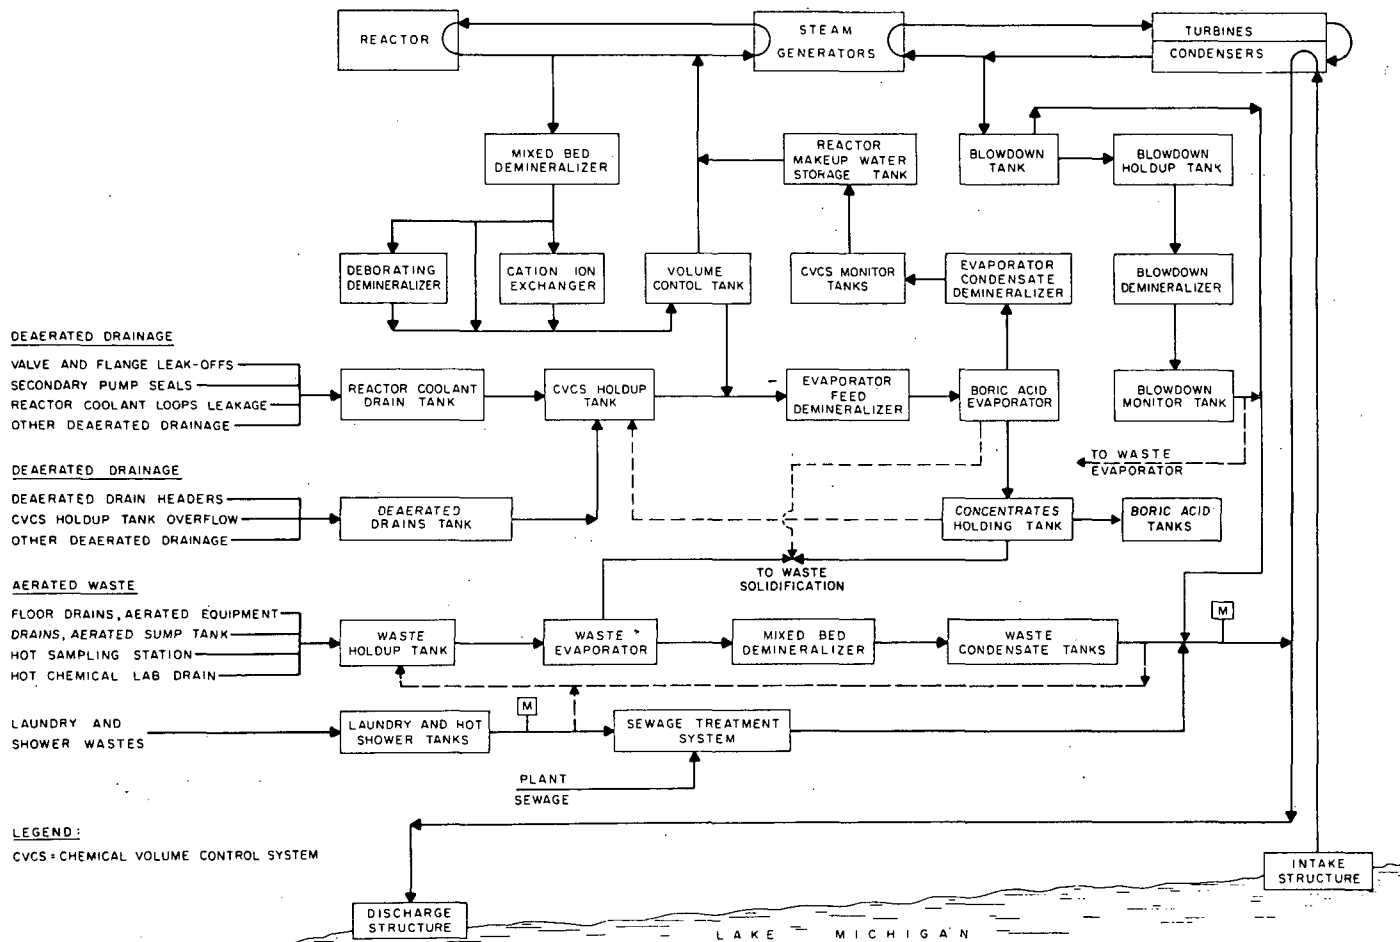 REACTOR
STEAM
GENERATORS
TURBINES
CONDENSERS
MIXED BED
DEMINERALIZER
REACTOR
MAKEUP WATER
STORAGE TANK
BLOWDOWN
TANK
BLOWDOWN
HOLDUP TANK
DEBORATING
DEMINERALIZER
CATION ION
EXCHANGER
VOLUME
CONTOL TANK
CVCS MONITOR
TANKS
EVAPORATOR
CONDENSATE
DEMINERALIZER
BLOWDOWN
DEMINERALIZER
DEAERATED DRAINAGE
VALVE AND FLANGE LEAK-OFFS
SECONDARY PUMP SEALS
REACTOR COOLANT LOOPS LEAKAGE
OTHER DEAERATED DRAINAGE
REACTOR COOLANT
DRAIN TANK
CVCS HOLDUP
TANK
EVAPORATOR
FEED
DEMINERALIZER
BORIC ACID
EVAPORATOR
BLOWDOWN
MONITOR TANK
TO WASTE
EVAPORATOR
DEAERATED DRAINAGE
DEAERATED DRAIN HEADERS
CVCS HOLDUP TANK OVERFLOW
OTHER DEAERATED DRAINAGE
DEAERATED
DRAINS TANK
CONCENTRATES
HOLDING TANK
BORIC ACID
TANKS
TO WASTE
SOLIDIFICATION
AERATED WASTE
FLOOR DRAINS, AERATED EQUIPMENT
DRAINS, AERATED SUMP TANK
HOT SAMPLING STATION
HOT CHEMICAL LAB DRAIN
WASTE
HOLDUP TANK
WASTE
EVAPORATOR
MIXED BED
DEMINERALIZER
WASTE
CONDENSATE TANKS
M
LAUNDRY AND
SHOWER WASTES
LAUNDRY AND HOT
SHOWER TANKS
M
SEWAGE TREATMENT
SYSTEM
PLANT
SEWAGE
LEGEND:
CVCS = CHEMICAL VOLUME CONTROL SYSTEM
INTAKE
STRUCTURE
DISCHARGE
STRUCTURE
LAKE MICHIGAN